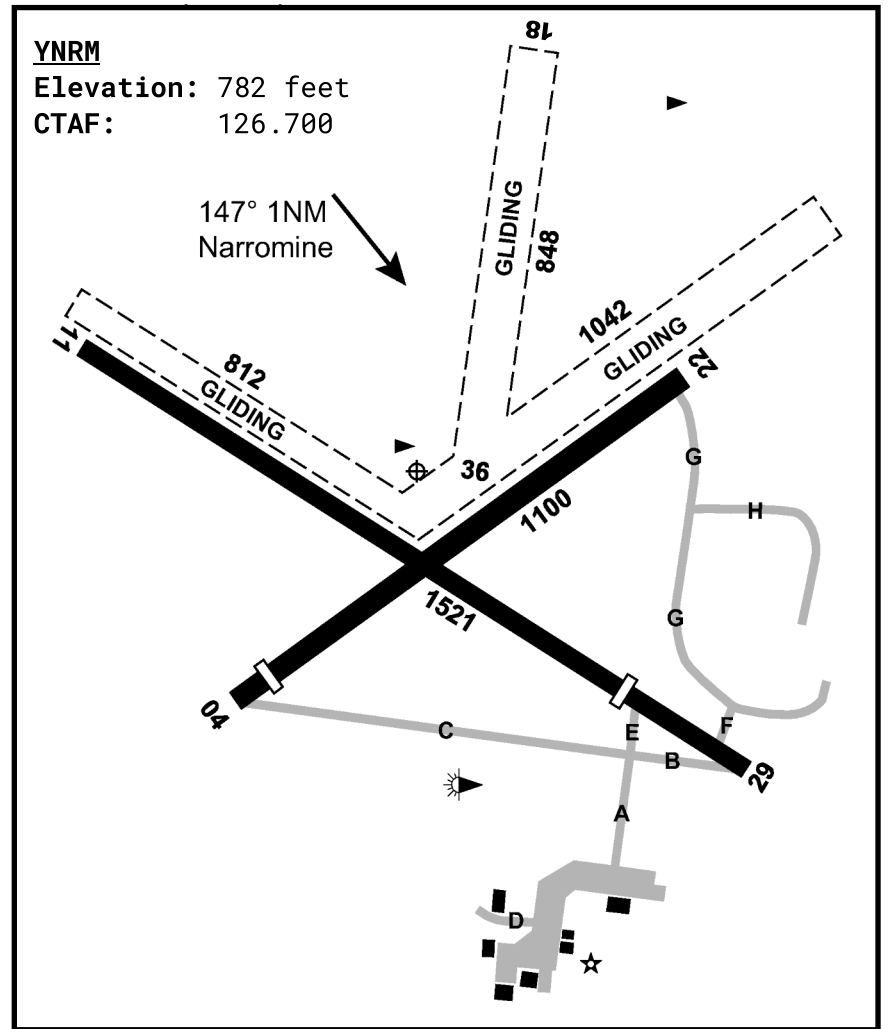 YNRM
Elevation: 782 feet
CTAF: 126.700
18
147° 1NM
Narromine
GLIDING
848
1042
GLIDING
11
812
GLIDING
22
36
G
1100
H
1521
G
04
C
E
F
B
29
A
D